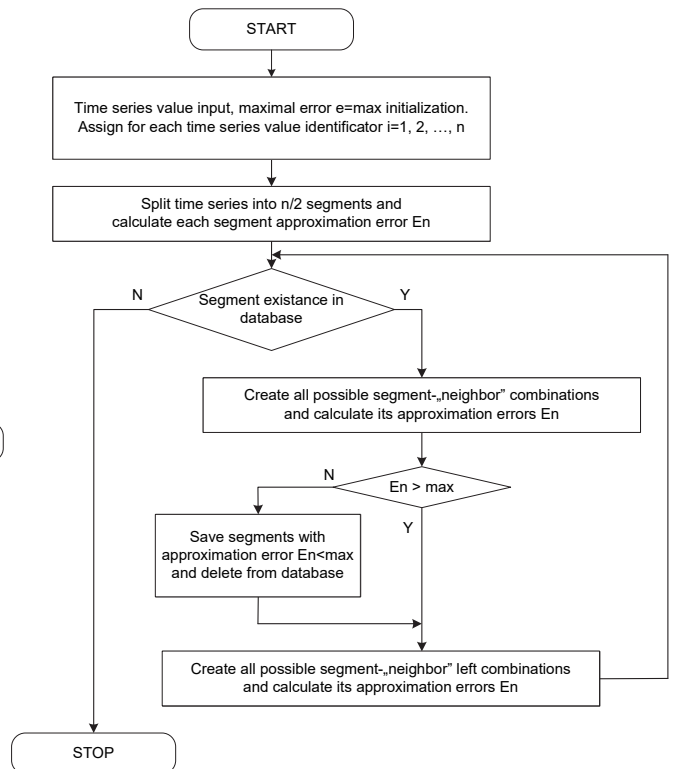 START
Time series value input, maximal error e=max initialization.
Assign for each time series value identificator i=1, 2, …, n
Split time series into n/2 segments and
calculate each segment approximation error En
N
Y
Segment existance in
database
Create all possible segment-„neighbor” combinations
and calculate its approximation errors En
N
En > max
Y
Save segments with
approximation error En<max
and delete from database
Create all possible segment-„neighbor” left combinations
and calculate its approximation errors En
STOP